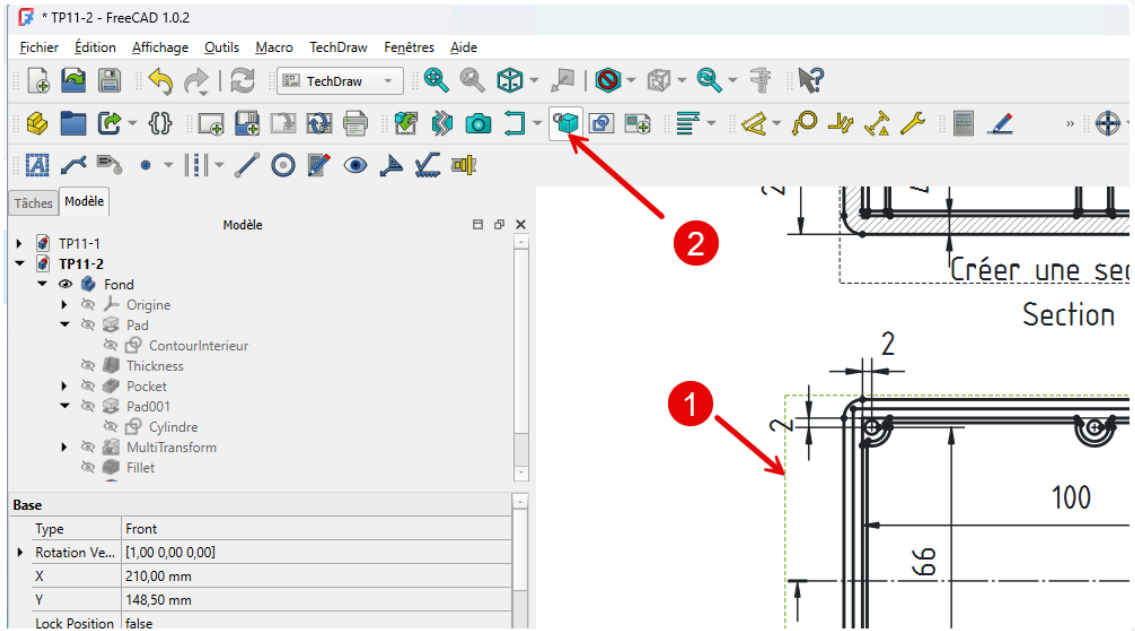 * TP11-2 - FreeCAD 1.0.2
Fichier Édition Affichage Outils Macro TechDraw Fenêtres Aide
TechDraw
»
A
Tâches Modèle
Modèle
TP11-1
TP11-2
Fond
Origine
Pad
ContourInterieur
Thickness
Pocket
Pad001
Cylindre
MultiTransform
Fillet
Base
Type Front
Rotation Ve... [1,00 0,00 0,00]
X 210,00 mm
Y 148,50 mm
Lock Position false
2
Créer une sec
Section
2
1
2
100
66